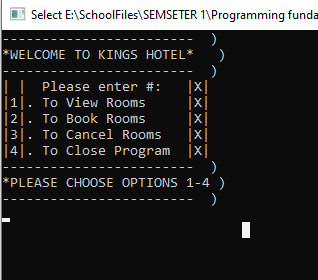 Select E:\SchoolFiles\SEMSETER 1\Programming funda
------------------------  )
*WELCOME TO KINGS HOTEL*   )
------------------------  )
| |  Please enter #:   |X|
|1|. To View Rooms     |X|
|2|. To Book Rooms     |X|
|3|. To Cancel Rooms   |X|
|4|. To Close Program  |X|
------------------------  )
*PLEASE CHOOSE OPTIONS 1-4 )
------------------------  )